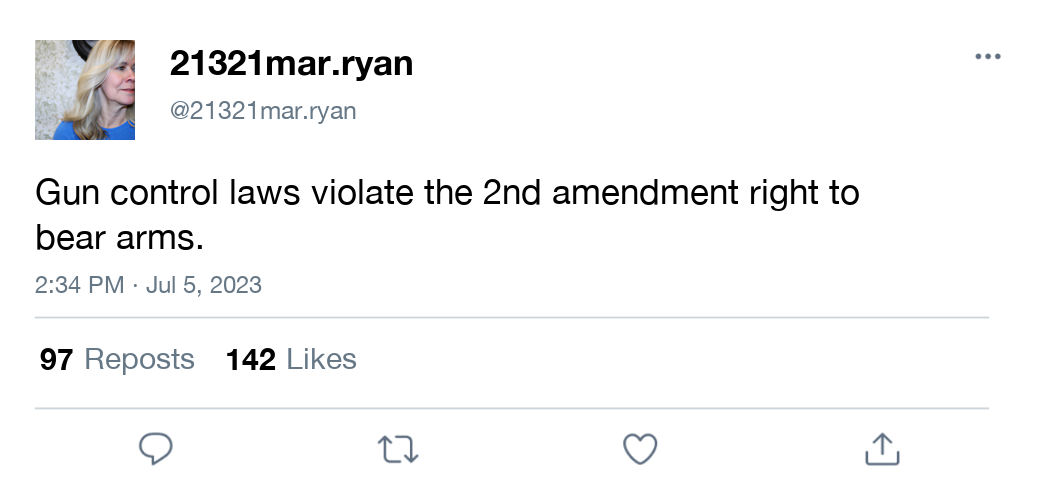 21321mar.ryan
@21321mar.ryan
Gun control laws violate the 2nd amendment right to
bear arms.
2:34 PM · Jul 5, 2023
97 Reposts 142 Likes